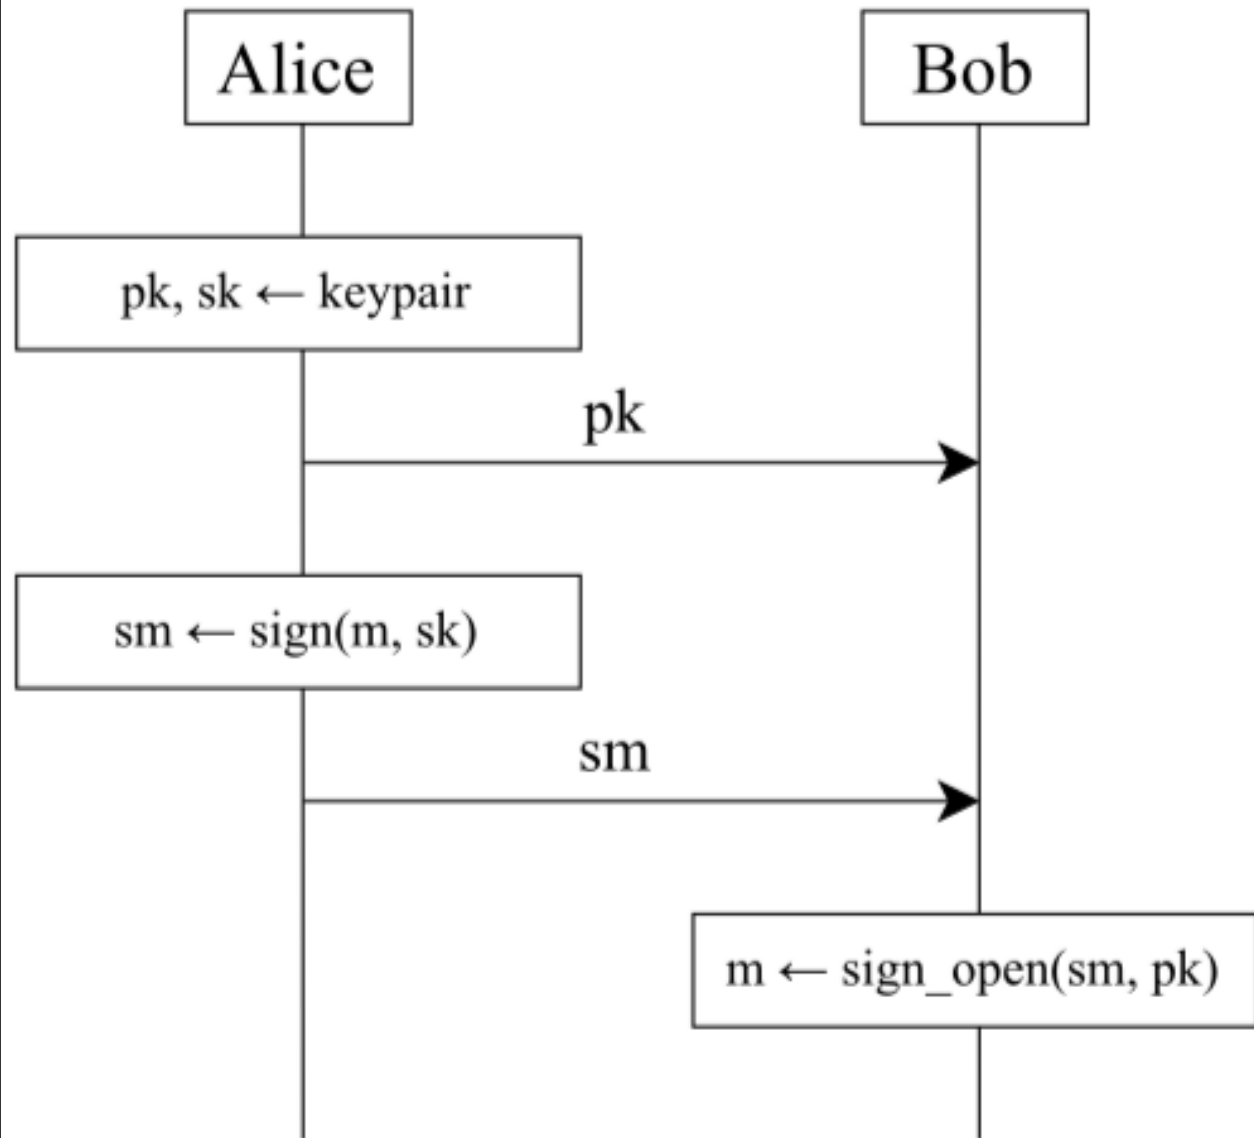 Alice
Bob
pk, sk ← keypair
pk
sm ← sign(m, sk)
sm
m ← sign_open(sm, pk)